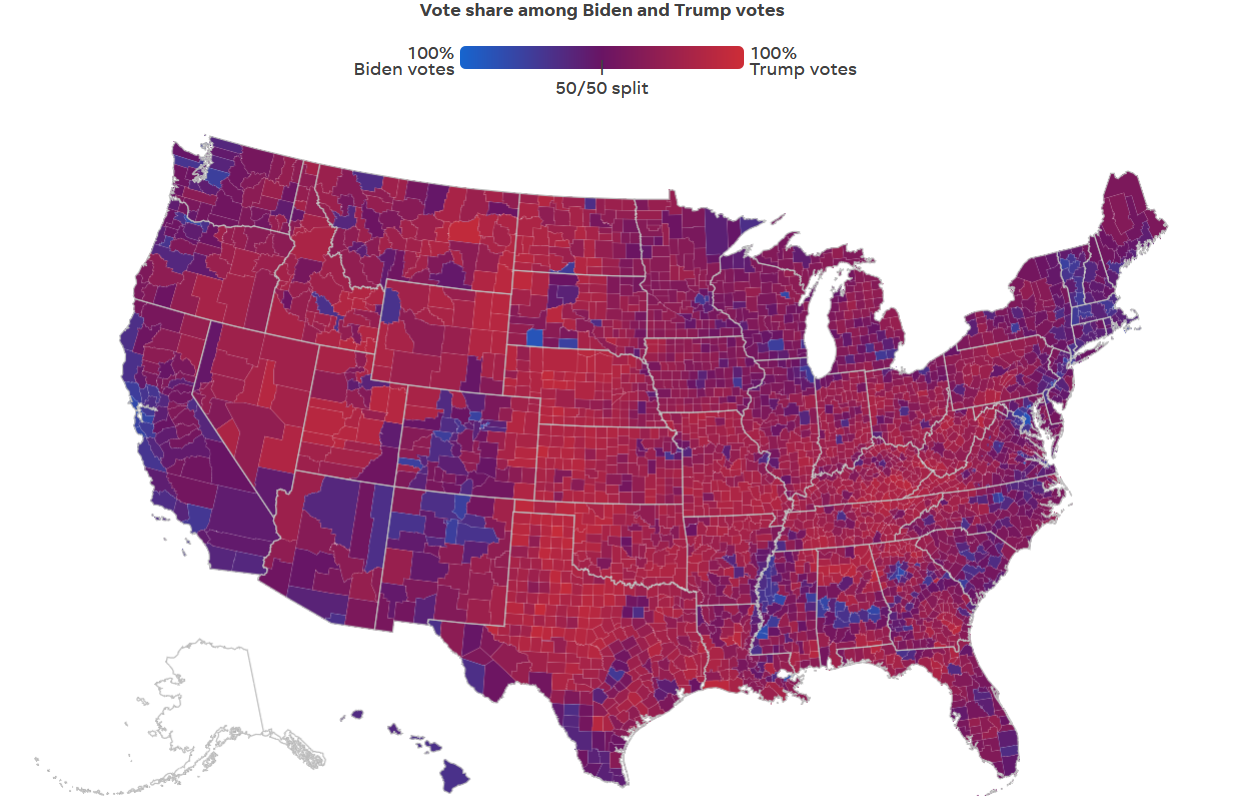 Vote share among Biden and Trump votes
100%
Biden votes
100%
Trump votes
50/50 split